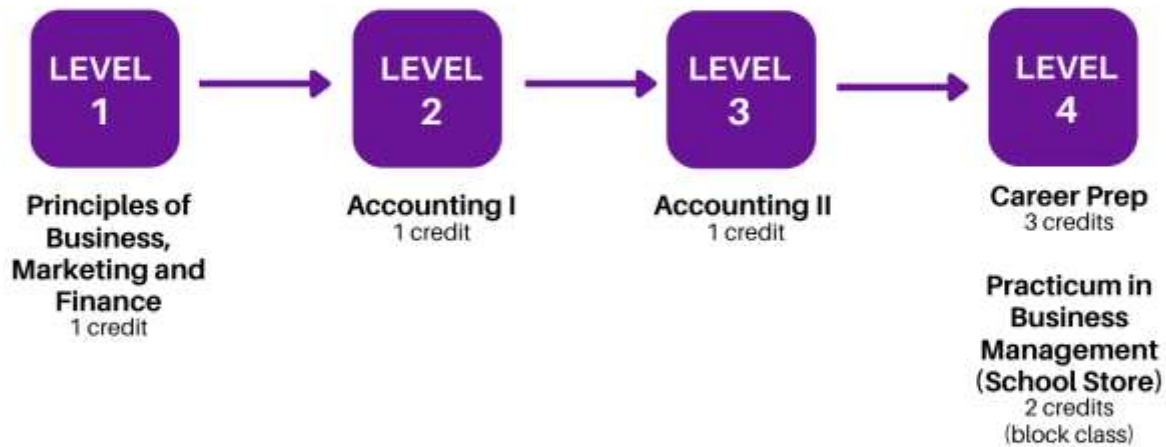 LEVEL
1
Principles of
Business,
Marketing and
Finance
1 credit
LEVEL
2
Accounting I
1 credit
LEVEL
3
Accounting II
1 credit
LEVEL
4
Career Prep
3 credits
Practicum in
Business
Management
(School Store)
2 credits
(block class)